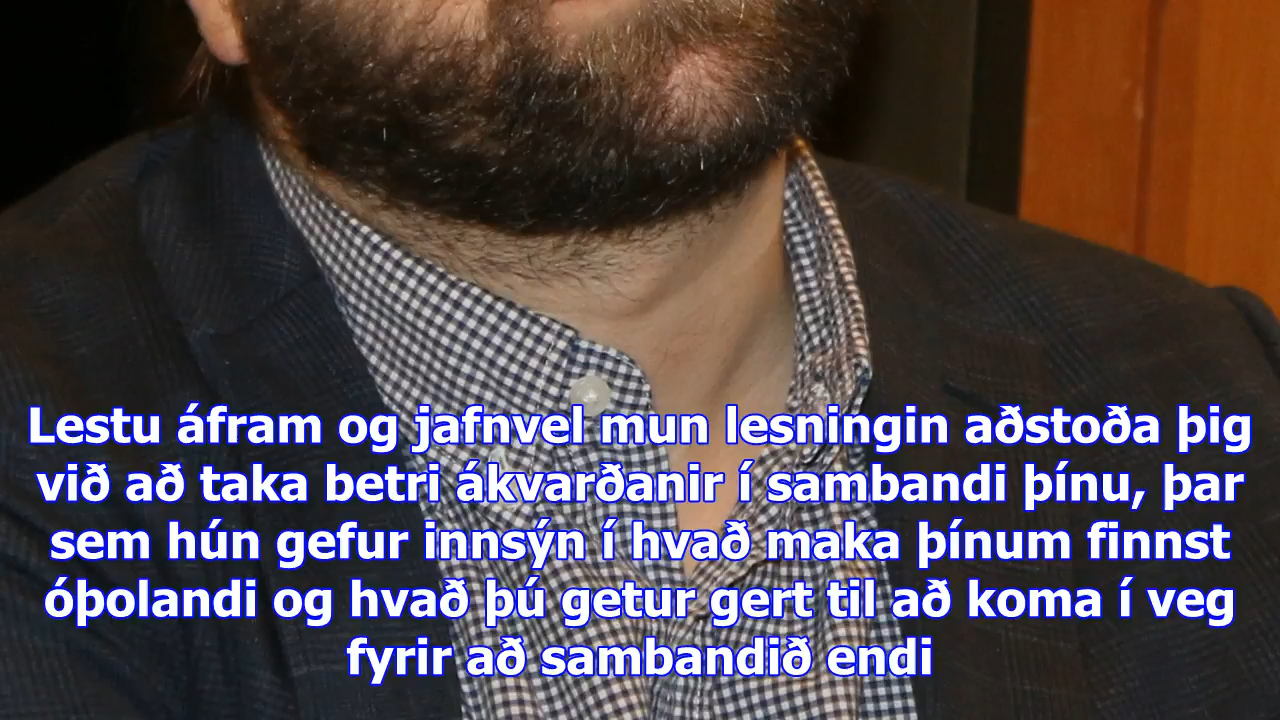 Lestu áfram og jafnvel mun lesningin aðstoða þig
við að taka betri ákvarðanir í sambandi þínu, þar
sem hún gefur innsýn í hvað maka þínum finnst
óþolandi og hvað þú getur gert til að koma í veg
fyrir að sambandið endi